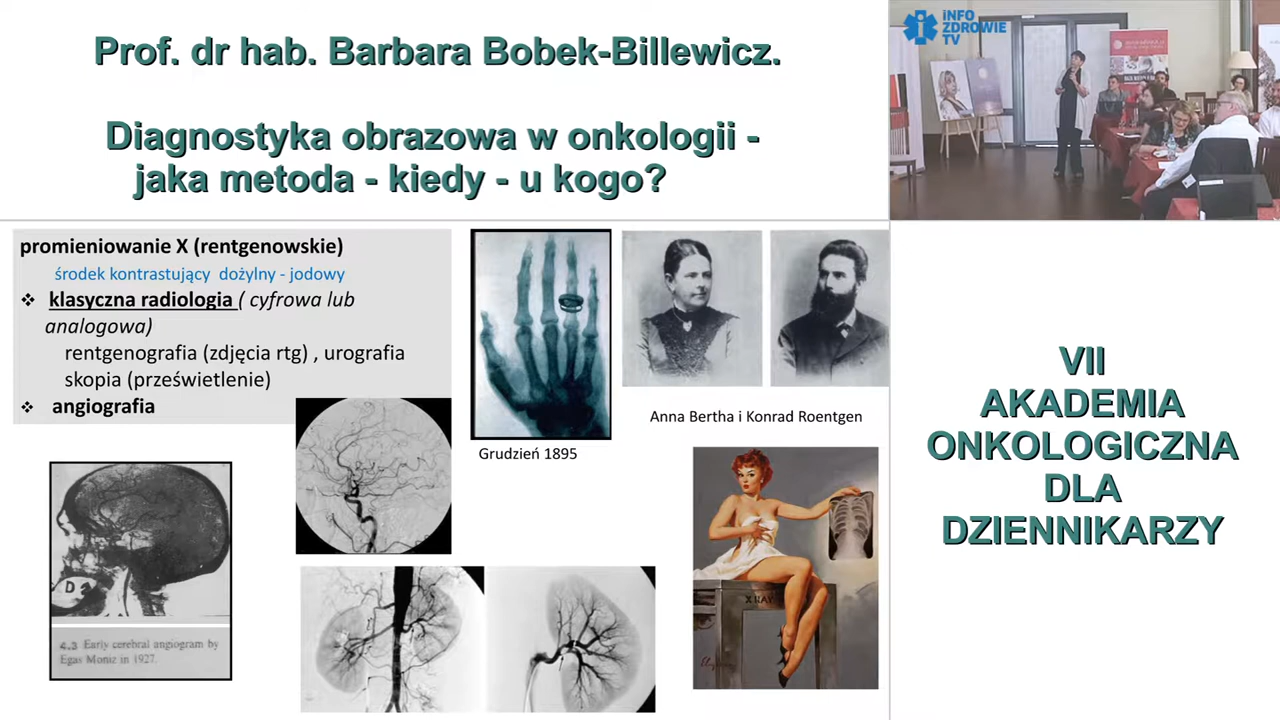 Prof. dr hab. Barbara Bobek-Billewicz.
Diagnostyka obrazowa w onkologii -
jaka metoda - kiedy - u kogo?
iNFO
ZDROWIE
TV
promieniowanie X (rentgenowskie)
środek kontrastujący dożylny - jodowy
❖ klasyczna radiologia ( cyfrowa lub
analogowa)
rentgenografia (zdjęcia rtg) , urografia
skopia (prześwietlenie)
❖ angiografia
Grudzień 1895
Anna Bertha i Konrad Roentgen
4.3 Early cerebral angiogram by
Egas Moniz in 1927.
X RAY
VII
AKADEMIA
ONKOLOGICZNA
DLA
DZIENNIKARZY